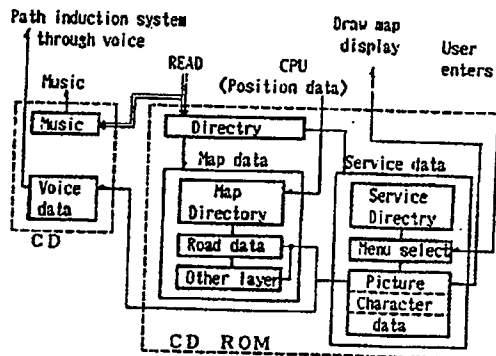 Path induction system
through voice
Draw map
display
User
enters
Music
READ
CPU
(Position data)
Music
Directry
Map data
Service data
Voice
data
Map
Directory
Service
Directry
Road data
Menu select
Other layer
Picture
Character
data
CD
CD ROM